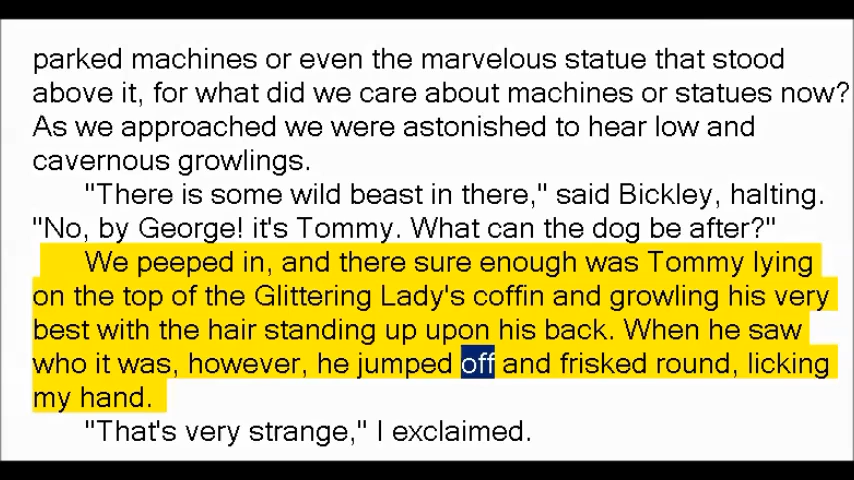 parked machines or even the marvelous statue that stood
above it, for what did we care about machines or statues now?
As we approached we were astonished to hear low and
cavernous growlings.
"There is some wild beast in there," said Bickley, halting.
"No, by George! it's Tommy. What can the dog be after?"
We peeped in, and there sure enough was Tommy lying
on the top of the Glittering Lady's coffin and growling his very
best with the hair standing up upon his back. When he saw
who it was, however, he jumped off and frisked round, licking
my hand.
"That's very strange," I exclaimed.